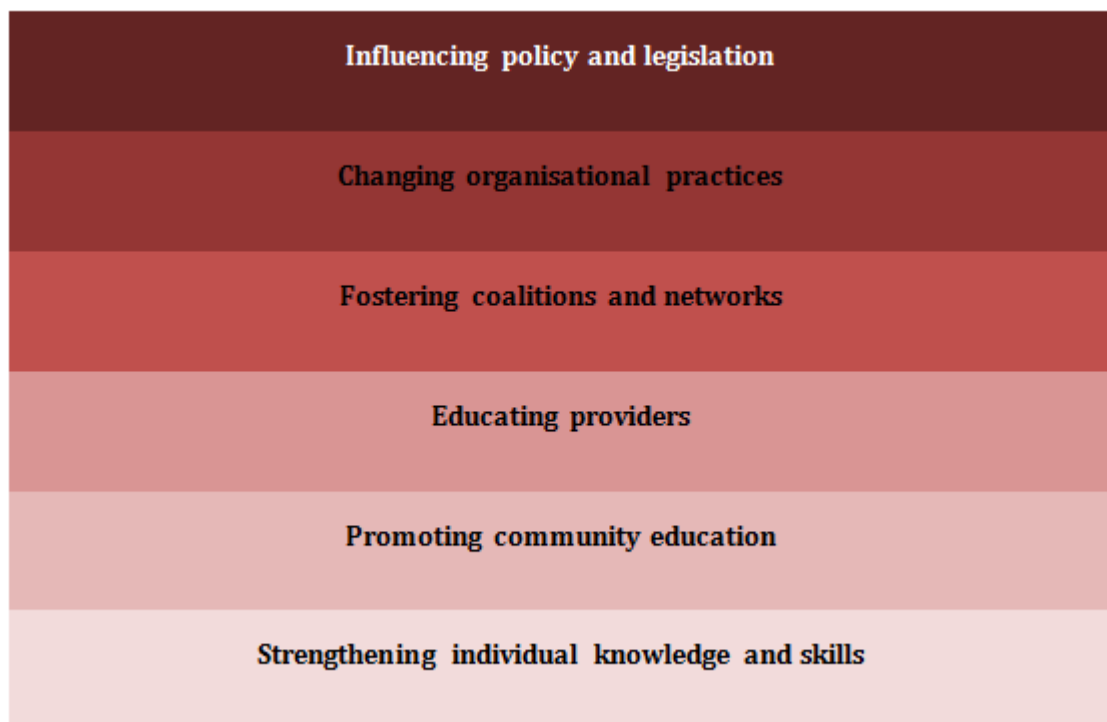 Influencing policy and legislation
Changing organisational practices
Fostering coalitions and networks
Educating providers
Promoting community education
Strengthening individual knowledge and skills